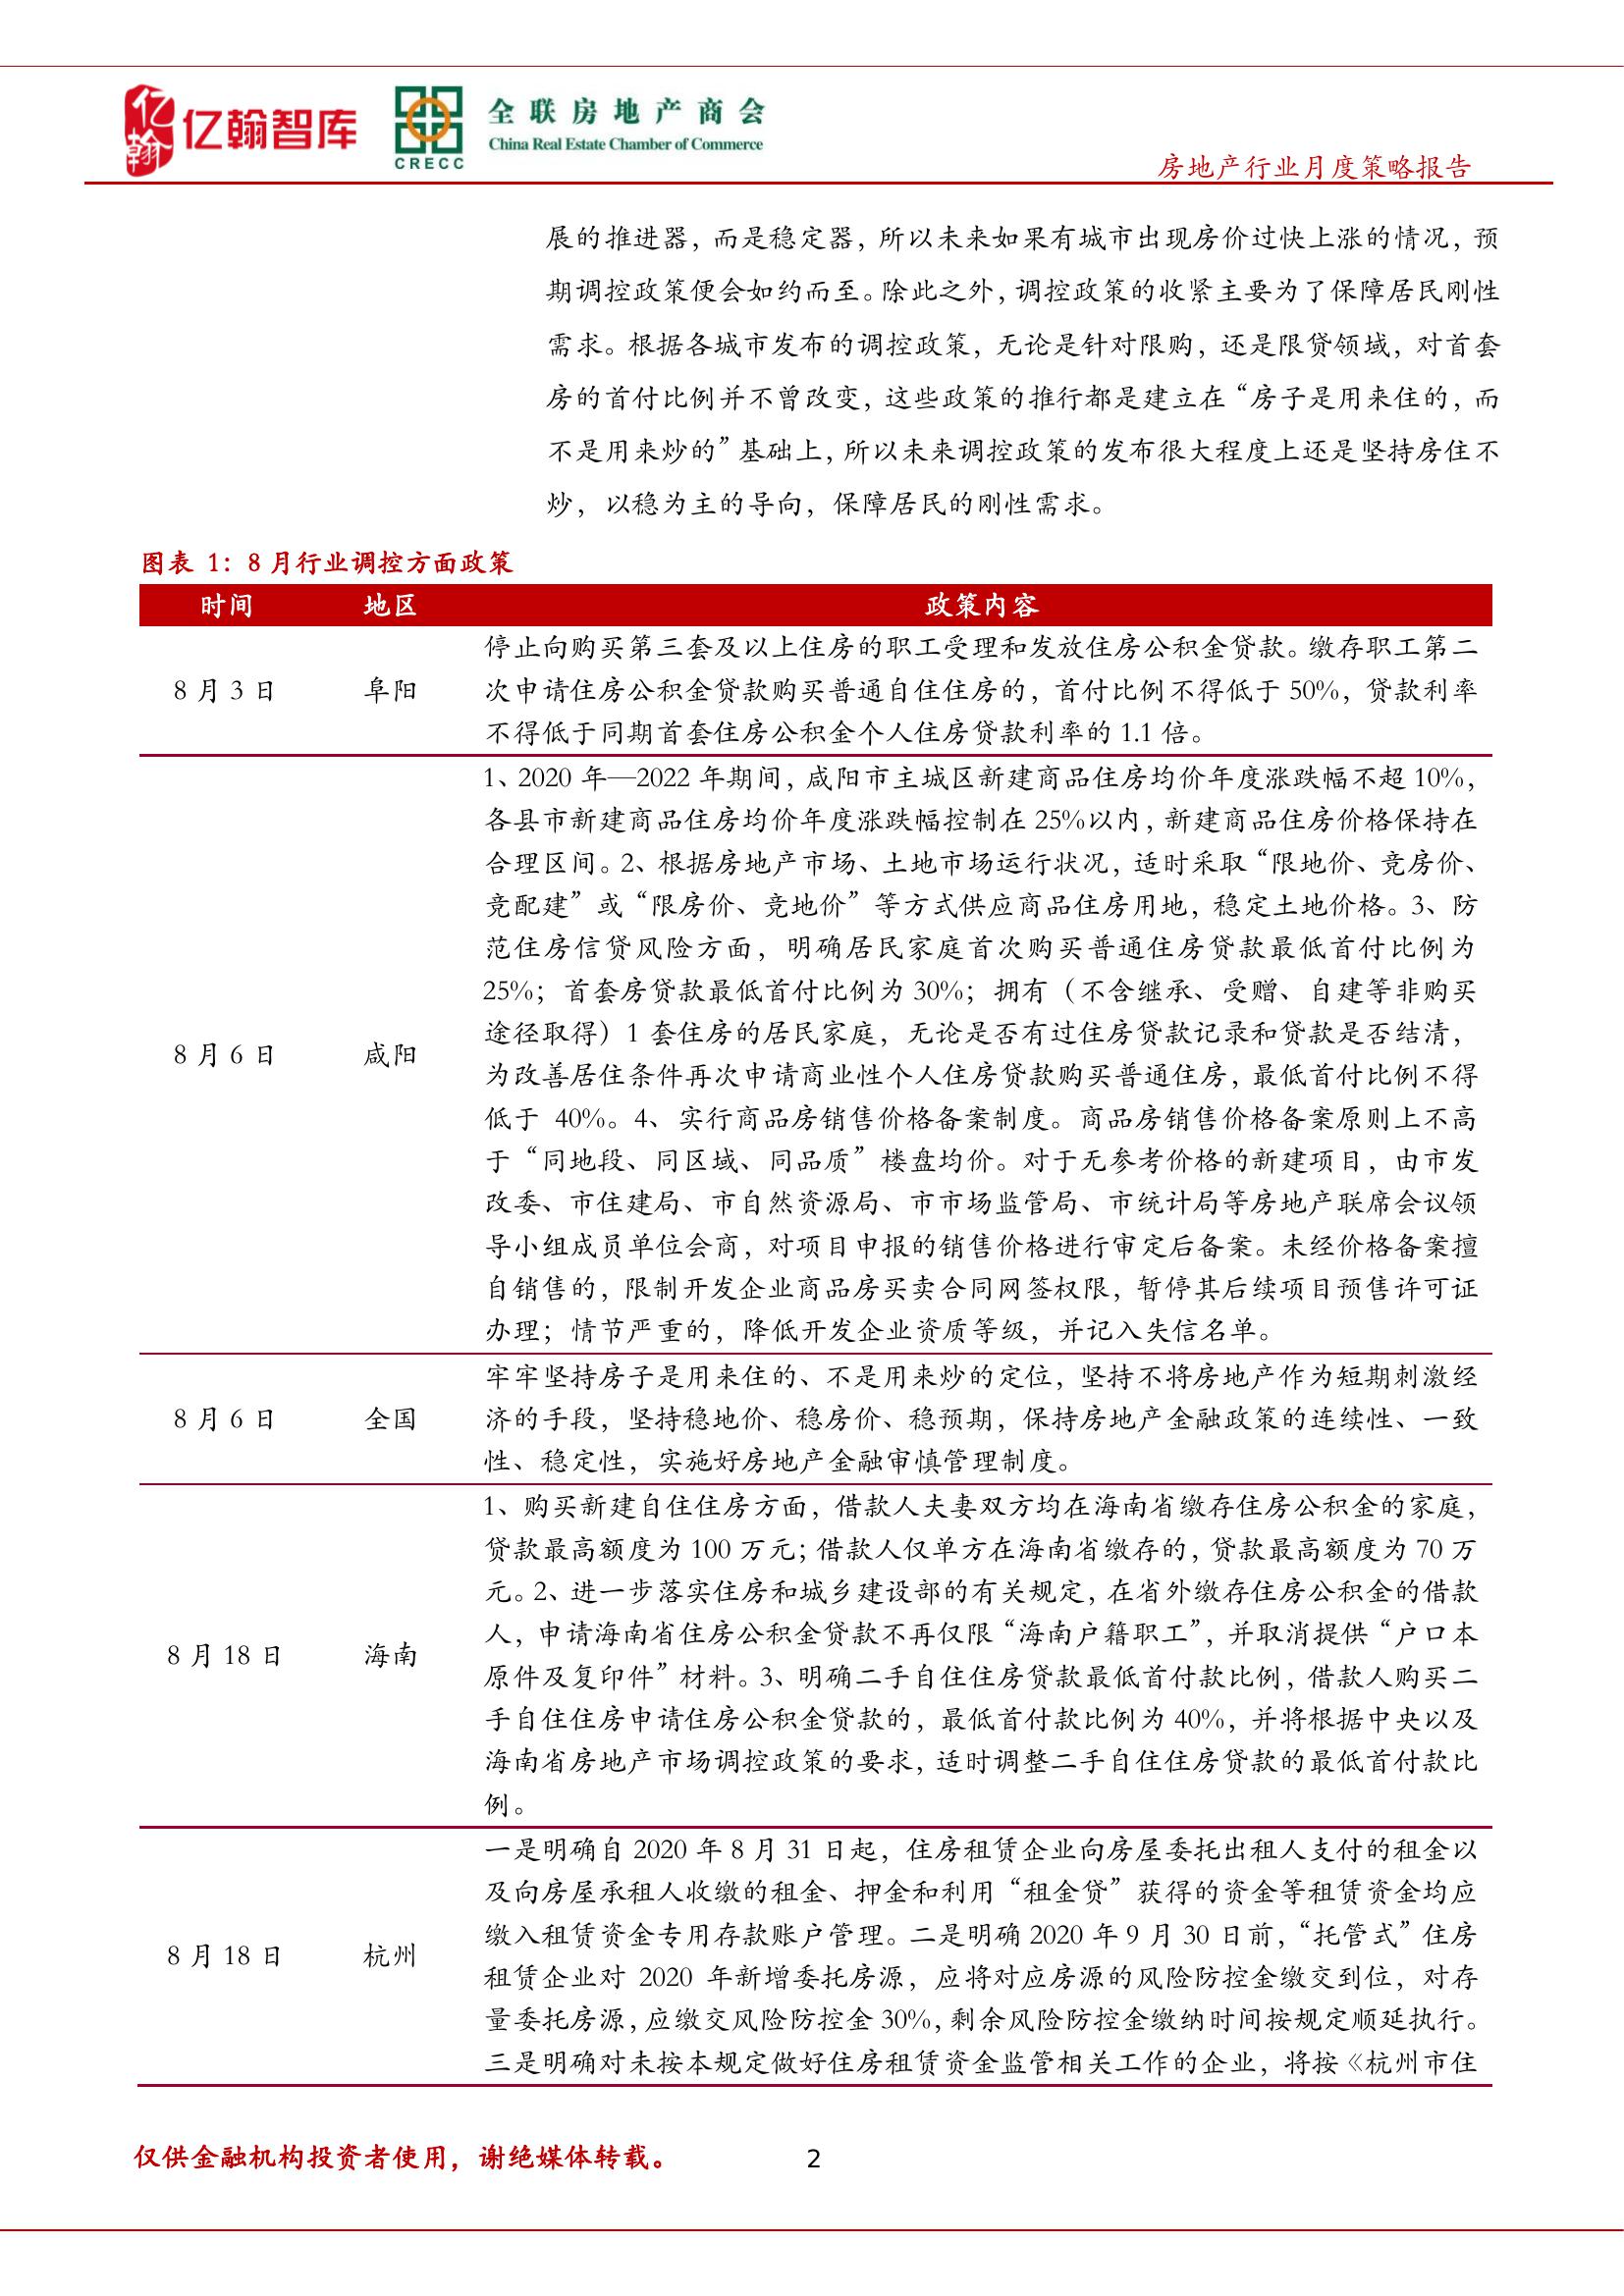 亿翰
亿翰智库
CRECC
全联房地产商会
China Real Estate Chamber of Commerce
房地产行业月度策略报告
展的推进器，而是稳定器，所以未来如果有城市出现房价过快上涨的情况，预
期调控政策便会如约而至。除此之外，调控政策的收紧主要为了保障居民刚性
需求。根据各城市发布的调控政策，无论是针对限购，还是限贷领域，对首套
房的首付比例并不曾改变，这些政策的推行都是建立在“房子是用来住的，而
不是用来炒的”基础上，所以未来调控政策的发布很大程度上还是坚持房住不
炒，以稳为主的导向，保障居民的刚性需求。
图表 1：8 月行业调控方面政策
时间 地区 政策内容
停止向购买第三套及以上住房的职工受理和发放住房公积金贷款。缴存职工第二
8 月 3 日 阜阳 次申请住房公积金贷款购买普通自住住房的，首付比例不得低于 50%，贷款利率
不得低于同期首套住房公积金个人住房贷款利率的 1.1 倍。
1、2020 年—2022 年期间，咸阳市主城区新建商品住房均价年度涨跌幅不超 10%，
各县市新建商品住房均价年度涨跌幅控制在 25%以内，新建商品住房价格保持在
合理区间。2、根据房地产市场、土地市场运行状况，适时采取“限地价、竞房价、
竞配建”或“限房价、竞地价”等方式供应商品住房用地，稳定土地价格。3、防
范住房信贷风险方面，明确居民家庭首次购买普通住房贷款最低首付比例为
25%；首套房贷款最低首付比例为 30%；拥有（不含继承、受赠、自建等非购买
途径取得）1 套住房的居民家庭，无论是否有过住房贷款记录和贷款是否结清，
8 月 6 日 咸阳 为改善居住条件再次申请商业性个人住房贷款购买普通住房，最低首付比例不得
低于 40%。4、实行商品房销售价格备案制度。商品房销售价格备案原则上不高
于“同地段、同区域、同品质”楼盘均价。对于无参考价格的新建项目，由市发
改委、市住建局、市自然资源局、市市场监管局、市统计局等房地产联席会议领
导小组成员单位会商，对项目申报的销售价格进行审定后备案。未经价格备案擅
自销售的，限制开发企业商品房买卖合同网签权限，暂停其后续项目预售许可证
办理；情节严重的，降低开发企业资质等级，并记入失信名单。
牢牢坚持房子是用来住的、不是用来炒的定位，坚持不将房地产作为短期刺激经
8 月 6 日 全国 济的手段，坚持稳地价、稳房价、稳预期，保持房地产金融政策的连续性、一致
性、稳定性，实施好房地产金融审慎管理制度。
1、购买新建自住住房方面，借款人夫妻双方均在海南省缴存住房公积金的家庭，
贷款最高额度为 100 万元；借款人仅单方在海南省缴存的，贷款最高额度为 70 万
元。2、进一步落实住房和城乡建设部的有关规定，在省外缴存住房公积金的借款
人，申请海南省住房公积金贷款不再仅限“海南户籍职工”，并取消提供“户口本
8 月 18 日 海南 原件及复印件”材料。3、明确二手自住住房贷款最低首付款比例，借款人购买二
手自住住房申请住房公积金贷款的，最低首付款比例为 40%，并将根据中央以及
海南省房地产市场调控政策的要求，适时调整二手自住住房贷款的最低首付款比
例。
一是明确自 2020 年 8 月 31 日起，住房租赁企业向房屋委托出租人支付的租金以
及向房屋承租人收缴的租金、押金和利用“租金贷”获得的资金等租赁资金均应
缴入租赁资金专用存款账户管理。二是明确 2020 年 9 月 30 日前，“托管式”住房
8 月 18 日 杭州 租赁企业对 2020 年新增委托房源，应将对应房源的风险防控金缴交到位，对存
量委托房源，应缴交风险防控金 30%，剩余风险防控金缴纳时间按规定顺延执行。
三是明确对未按本规定做好住房租赁资金监管相关工作的企业，将按《杭州市住
仅供金融机构投资者使用，谢绝媒体转载。 2